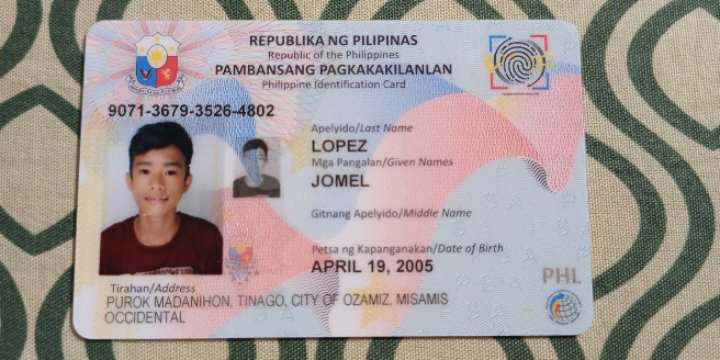 REPUBLIKA NG PILIPINAS
Republic of the Philippines
PAMBANSANG PAGKAKAKILANLAN
Philippine Identification Card
9071-3679-3526-4802
Apelyido/Last Name
LOPEZ
Mga Pangalan/Given Names
JOMEL
Gitnang Apelyido/Middle Name
Petsa ng Kapanganakan/Date of Birth
APRIL 19, 2005
PHL
Tirahan/Address
PUROK MADANIHON, TINAGO, CITY OF OZAMIZ, MISAMIS
OCCIDENTAL